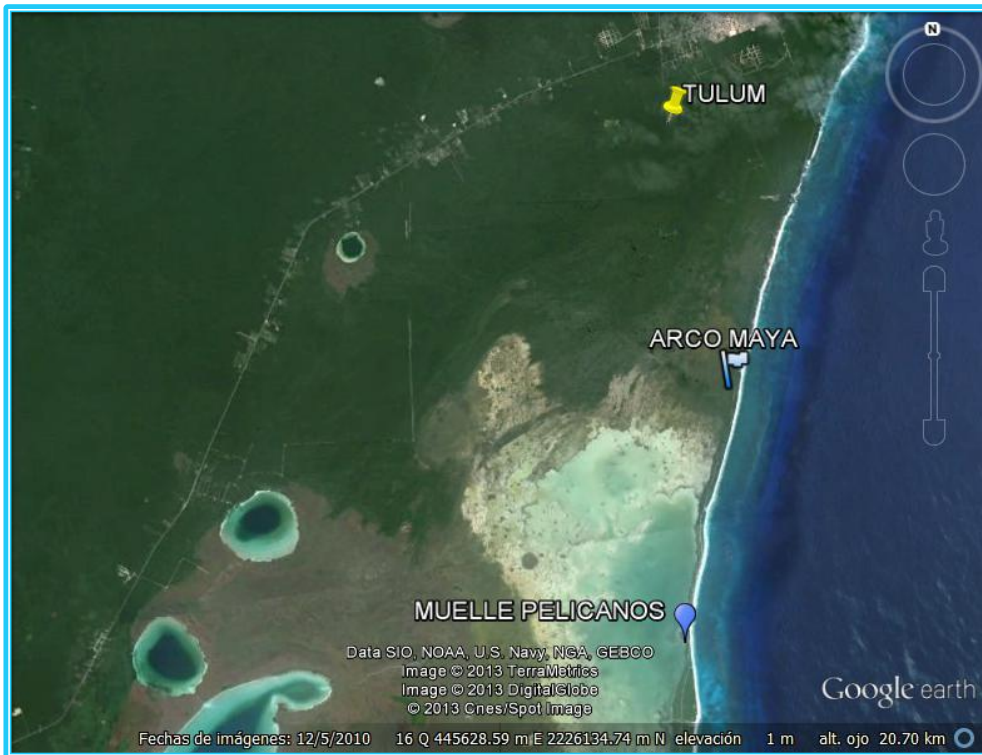 N
TULUM
ARCO MAYA
MUELLE PELICANOS
Data SIO, NOAA, U.S. Navy, NGA, GEBCO
Image © 2013 TerraMetrics
Image © 2013 DigitalGlobe
© 2013 Cnes/Spot Image
Google earth
Fechas de imágenes: 12/5/2010 16 Q 445628.59 m E 2226134.74 m N elevación 1 m alt. ojo 20.70 km